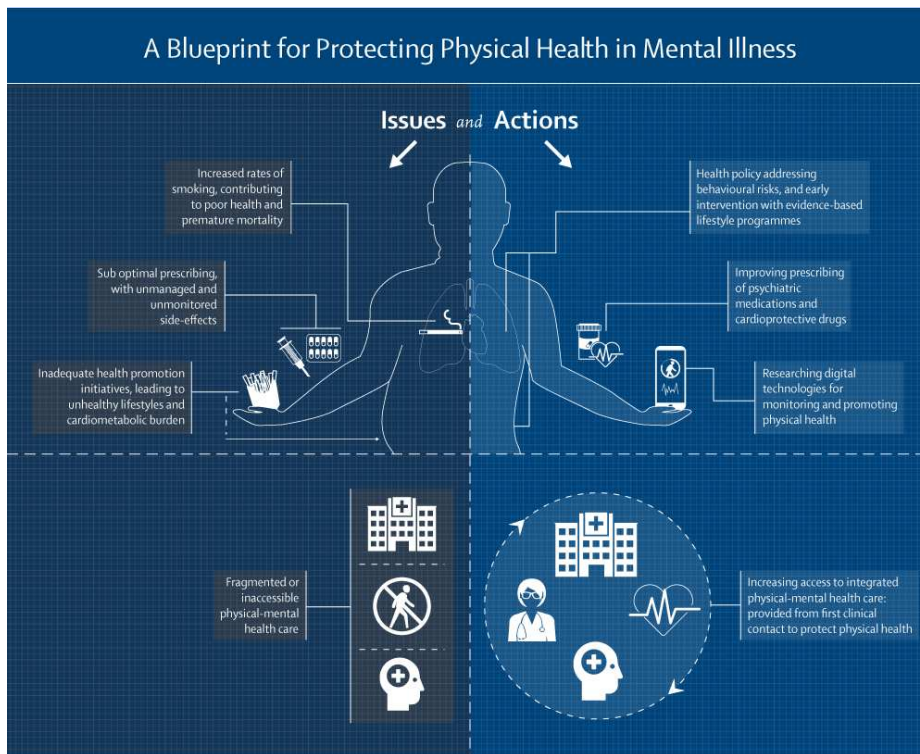 A Blueprint for Protecting Physical Health in Mental Illness
Issues and Actions
Increased rates of
smoking, contributing
to poor health and
premature mortality
Sub optimal prescribing,
with unmanaged and
unmonitored
side-effects
Inadequate health promotion
initiatives, leading to
unhealthy lifestyles and
cardiometabolic burden
Health policy addressing
behavioural risks, and early
intervention with evidence-based
lifestyle programmes
Improving prescribing
of psychiatric
medications and
cardioprotective drugs
Researching digital
technologies for
monitoring and promoting
physical health
Fragmented or
inaccessible
physical-mental
health care
Increasing access to integrated
physical-mental health care:
provided from first clinical
contact to protect physical health